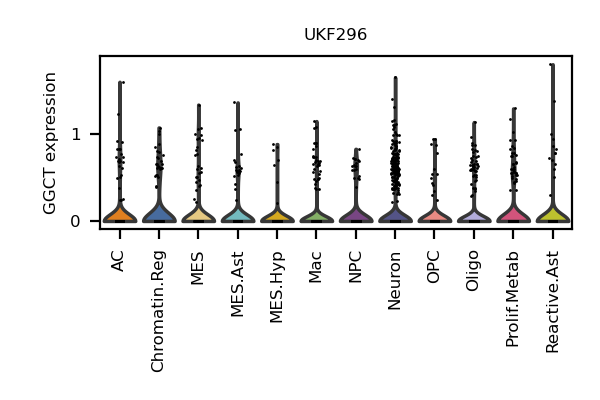 UKF296
GGCT expression
1
0
AC
Chromatin.Reg
MES
MES.Ast
MES.Hyp
Mac
NPC
Neuron
OPC
Oligo
Prolif.Metab
Reactive.Ast